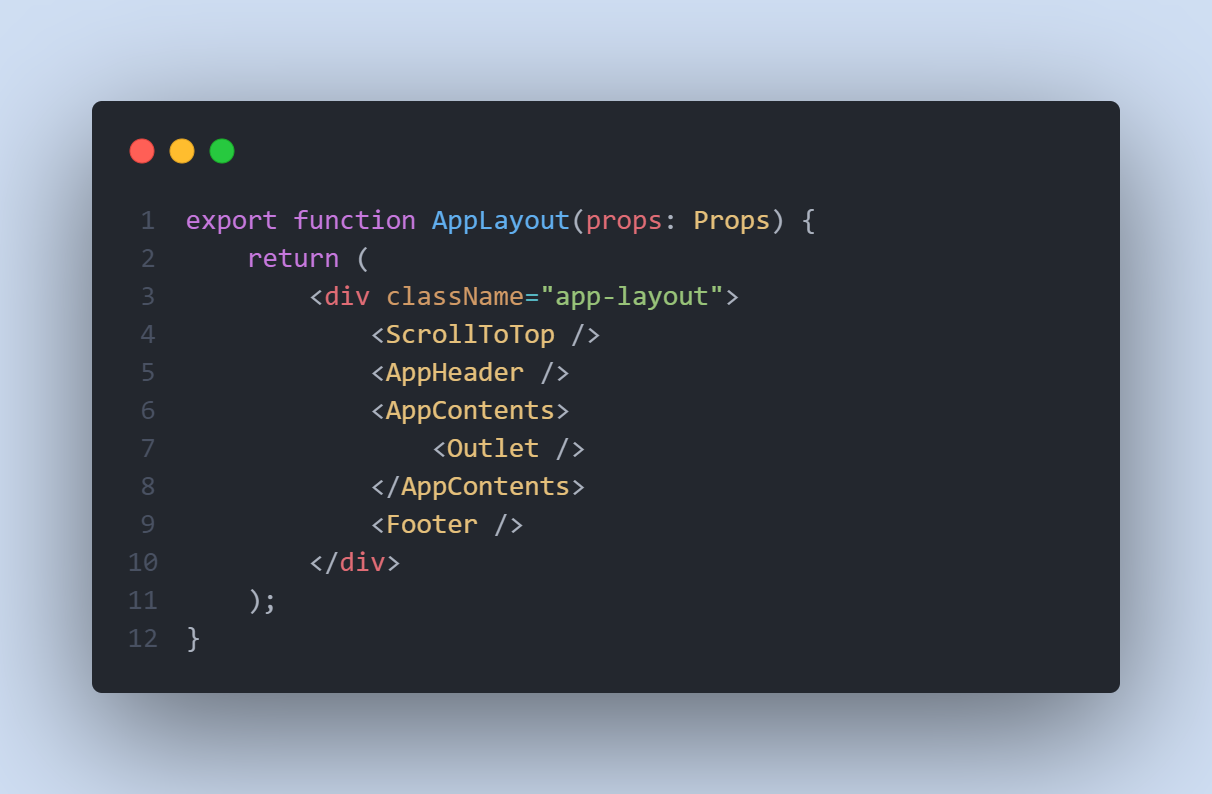 1 export function AppLayout(props: Props) {
2     return (
3         <div className="app-layout">
4             <ScrollToTop />
5             <AppHeader />
6             <AppContents>
7                 <Outlet />
8             </AppContents>
9             <Footer />
10         </div>
11     );
12 }